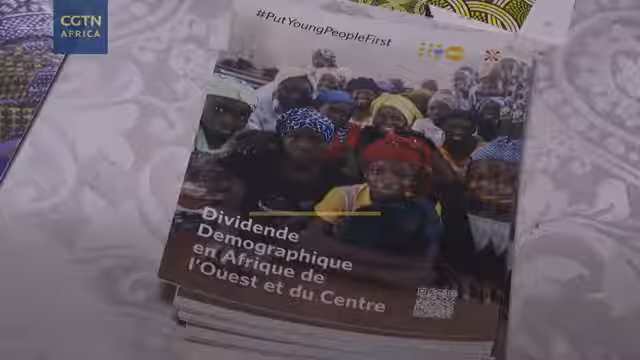 CGTN
AFRICA
#PutYoungPeopleFirst
Dividende
Demographique
en Afrique de
l'Ouest et du Centre